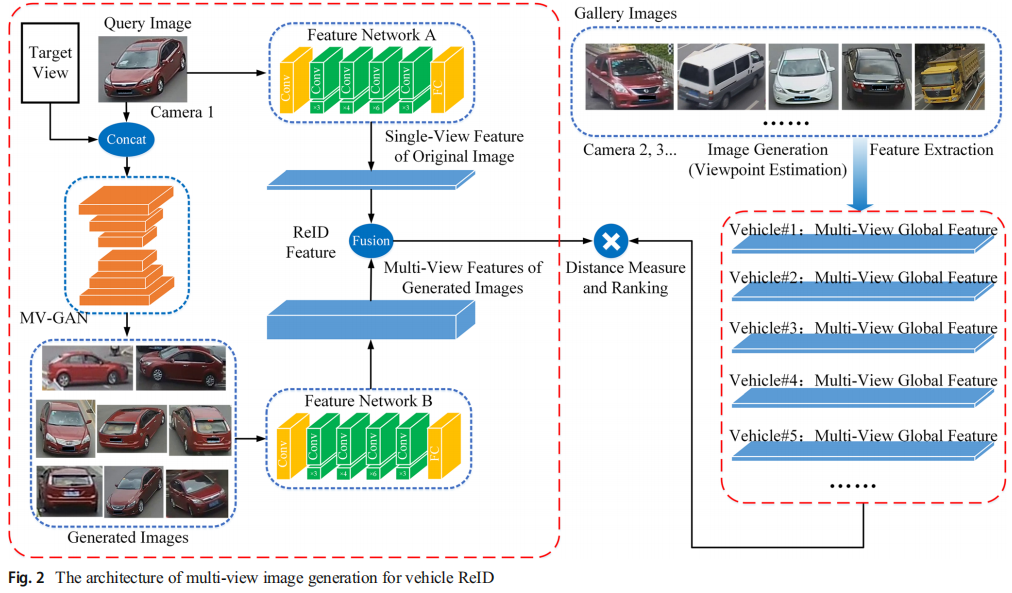 Target
View
Query Image
Camera 1
Concat
MV-GAN
Generated Images
Feature Network A
Conv
Conv
Conv
Conv
Conv
FC
×3
×4
×6
×3
Single-View Feature
of Original Image
ReID
Feature
Fusion
Multi-View Features of
Generated Images
Feature Network B
Conv
Conv
Conv
Conv
Conv
FC
×3
×4
×6
×3
Distance Measure
and Ranking
Gallery Images
......
Camera 2, 3...
Image Generation
(Viewpoint Estimation)
Feature Extraction
Vehicle#1：Multi-View Global Feature
Vehicle#2：Multi-View Global Feature
Vehicle#3：Multi-View Global Feature
Vehicle#4：Multi-View Global Feature
Vehicle#5：Multi-View Global Feature
......
Fig. 2 The architecture of multi-view image generation for vehicle ReID